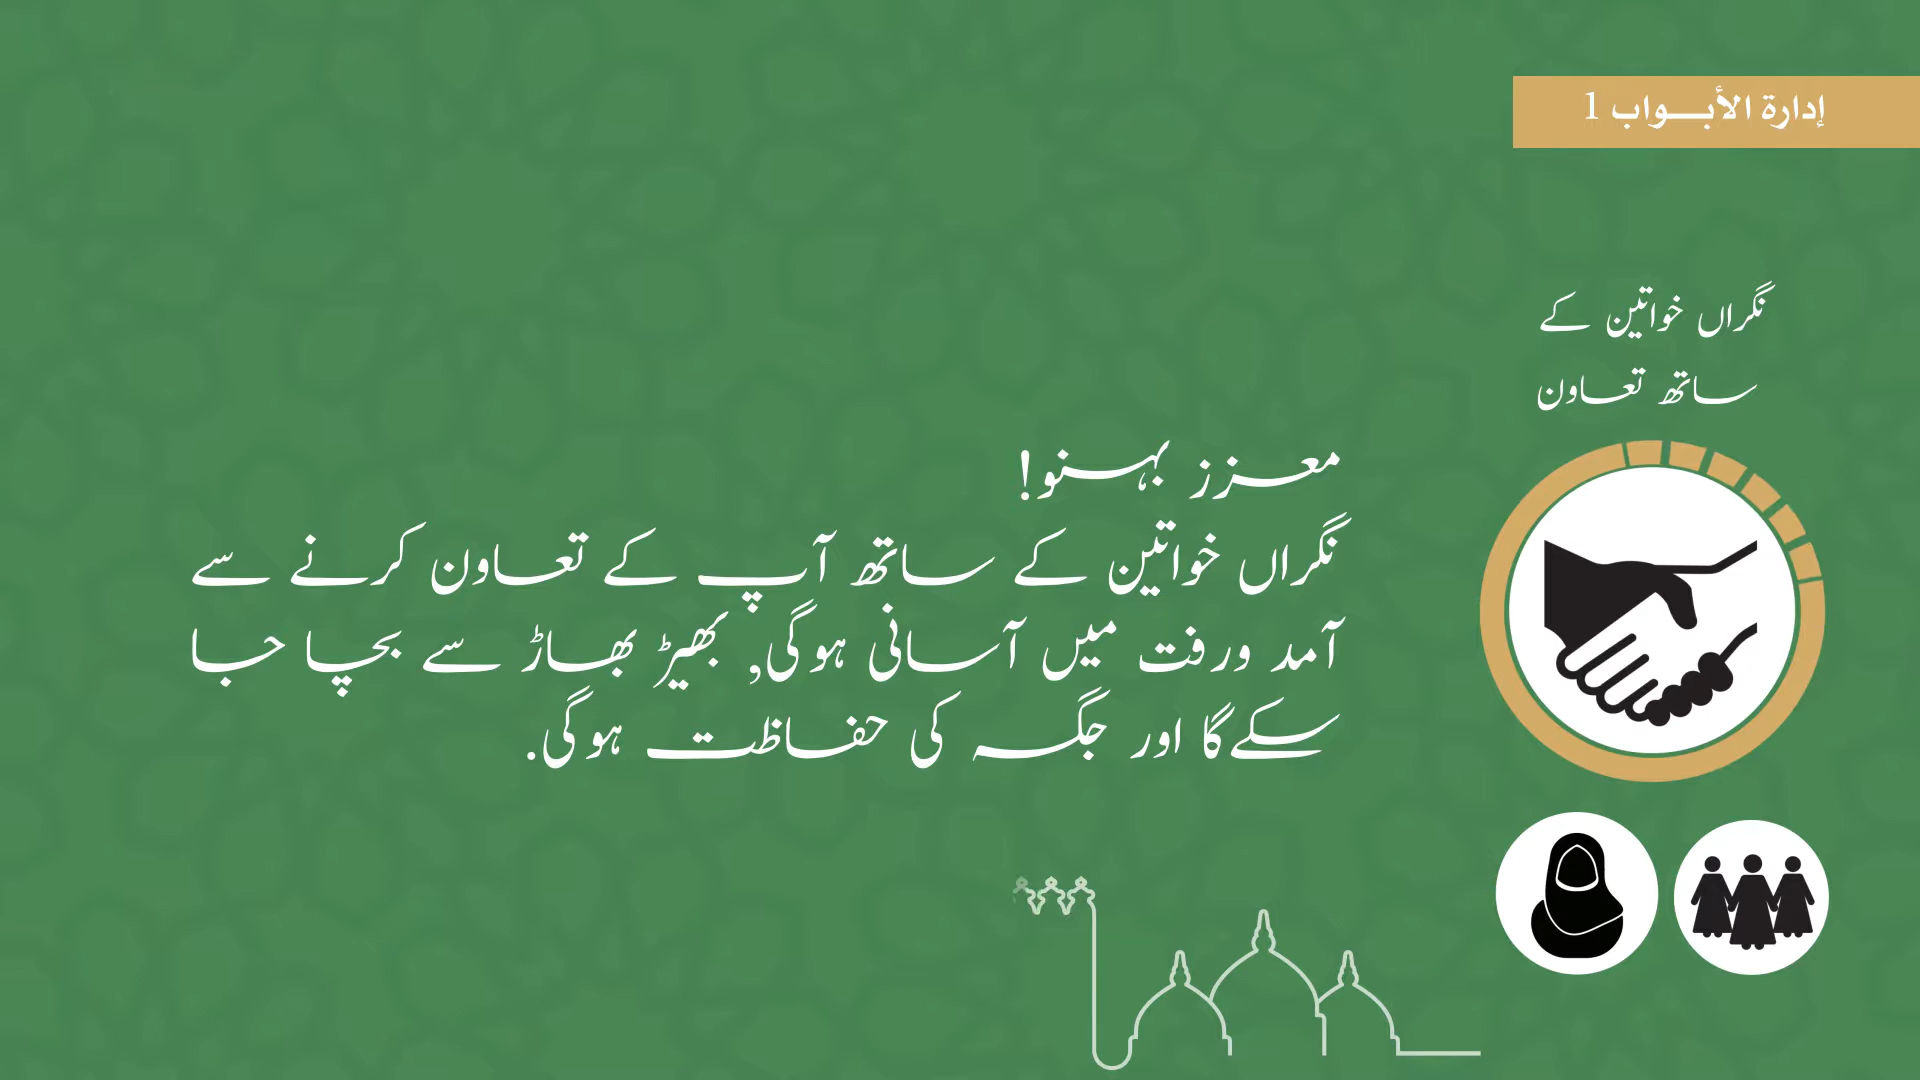 إدارة الأبواب 1
نگراں خواتین کے
ساتھ تعاون
معزز بہنو!
نگراں خواتین کے ساتھ آپ کے تعاون کرنے سے
آمد ورفت میں آسانی ہوگی, بھیڑ بھاڑ سے بچا جا
سکے گا اور جگہ کی حفاظت ہوگی.